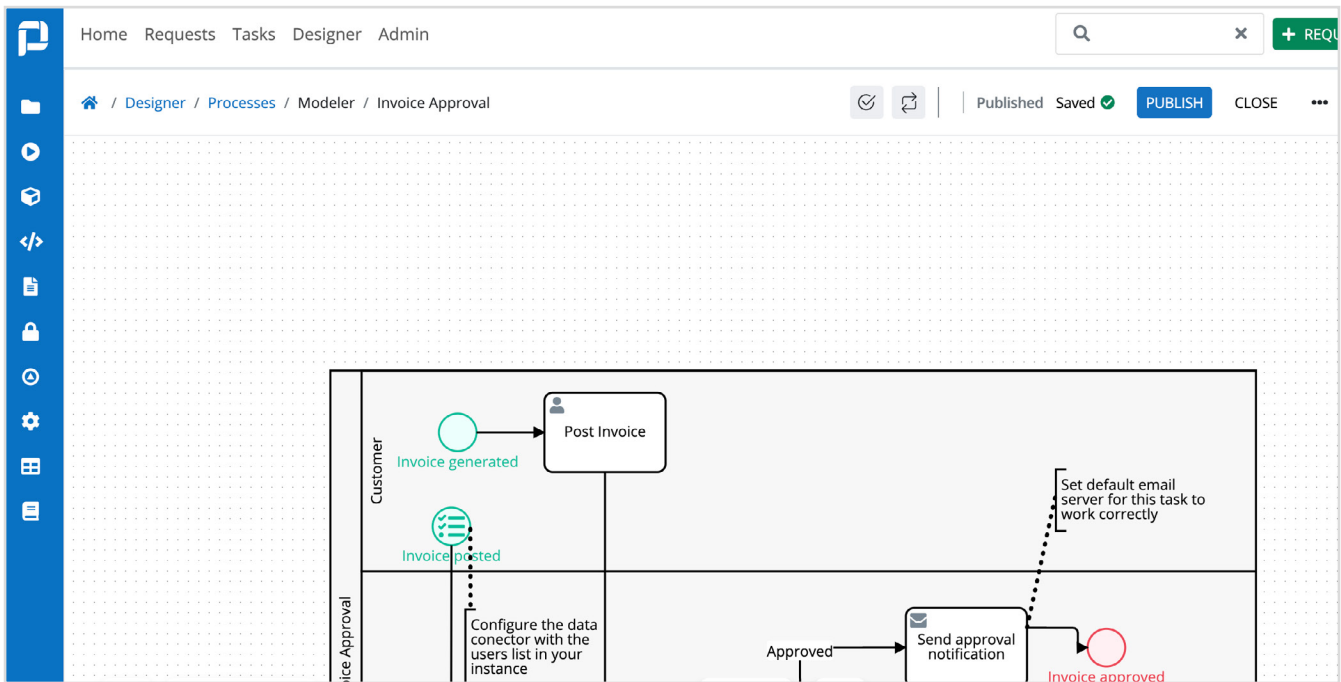 Home Requests Tasks Designer Admin
+ REQU
/ Designer / Processes / Modeler / Invoice Approval
Published Saved PUBLISH CLOSE •••
Customer
Invoice generated
Post Invoice
Invoice posted
Set default email
server for this task to
work correctly
oice Approval
Configure the data
conector with the
users list in your
instance
Approved
Send approval
notification
Invoice approved